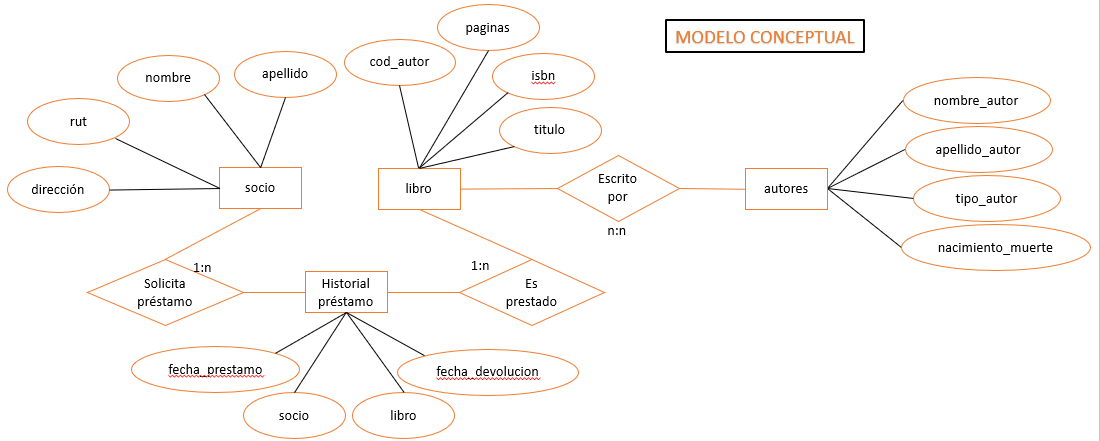 MODELO CONCEPTUAL
paginas
cod_autor
isbn
titulo
nombre
apellido
rut
dirección
socio
libro
Escrito
por
n:n
autores
nombre_autor
apellido_autor
tipo_autor
nacimiento_muerte
1:n
Solicita
préstamo
Historial
préstamo
1:n
Es
prestado
fecha_prestamo
socio
libro
fecha_devolucion